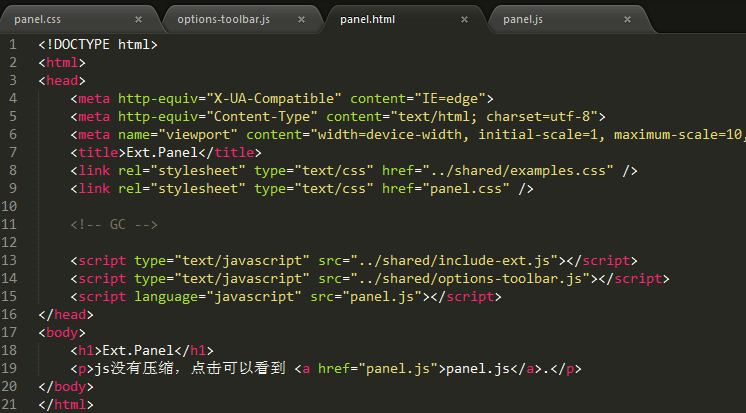 panel.css × options-toolbar.js × panel.html × panel.js ×
1 <!DOCTYPE html>
2 <html>
3 <head>
4 <meta http-equiv="X-UA-Compatible" content="IE=edge">
5 <meta http-equiv="Content-Type" content="text/html; charset=utf-8">
6 <meta name="viewport" content="width=device-width, initial-scale=1, maximum-scale=10,
7 <title>Ext.Panel</title>
8 <link rel="stylesheet" type="text/css" href="../shared/examples.css" />
9 <link rel="stylesheet" type="text/css" href="panel.css" />
10
11 <!-- GC -->
12
13 <script type="text/javascript" src="../shared/include-ext.js"></script>
14 <script type="text/javascript" src="../shared/options-toolbar.js"></script>
15 <script language="javascript" src="panel.js"></script>
16 </head>
17 <body>
18 <h1>Ext.Panel</h1>
19 <p>js没有压缩，点击可以看到 <a href="panel.js">panel.js</a>.</p>
20 </body>
21 </html>